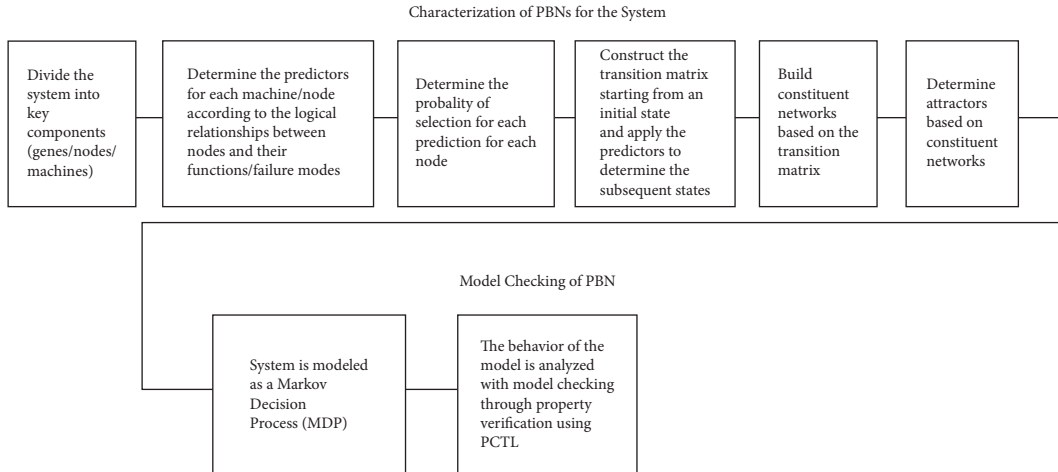 Characterization of PBNs for the System
Divide the
system into
key
components
(genes/nodes/
machines)
Determine the predictors
for each machine/node
according to the logical
relationships between
nodes and their
functions/failure modes
Determine the
probality of
selection for each
prediction for each
node
Construct the
transition matrix
starting from an
initial state
and apply the
predictors to
determine the
subsequent states
Build
constituent
networks
based on the
transition
matrix
Determine
attractors
based on
constituent
networks
Model Checking of PBN
System is modeled
as a Markov
Decision
Process (MDP)
The behavior of the
model is analyzed
with model checking
through property
verification using
PCTL